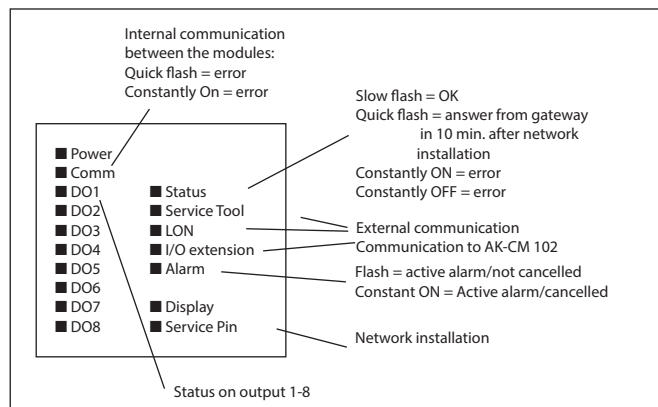 Internal communication
between the modules:
Quick flash = error
Constantly On = error
Slow flash = OK
Quick flash = answer from gateway
in 10 min. after network
installation
Constantly ON = error
Constantly OFF = error
Power
Comm
DO1
DO2
DO3
DO4
DO5
DO6
DO7
DO8
Status
Service Tool
LON
I/O extension
Alarm
Display
Service Pin
External communication
Communication to AK-CM 102
Flash = active alarm/not cancelled
Constant ON = Active alarm/cancelled
Network installation
Status on output 1-8